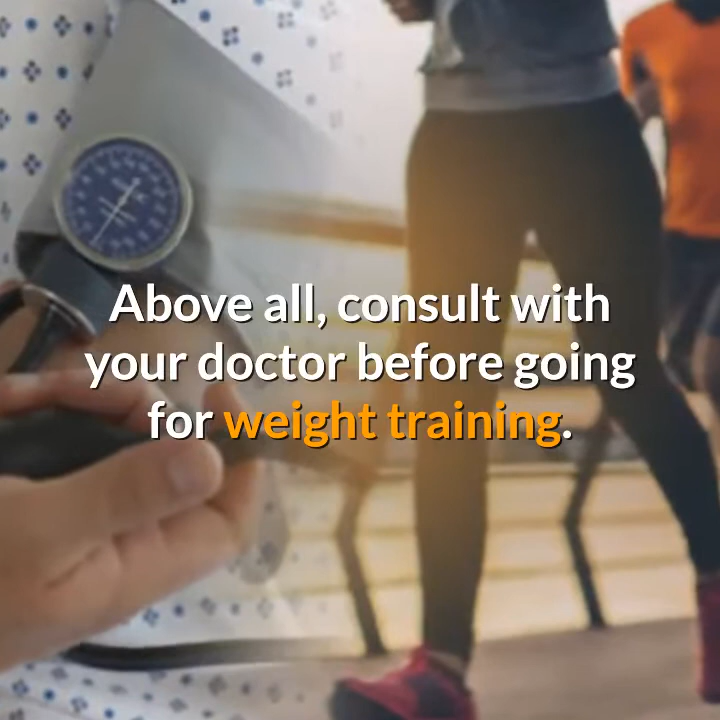 Above all, consult with
your doctor before going
for weight training.